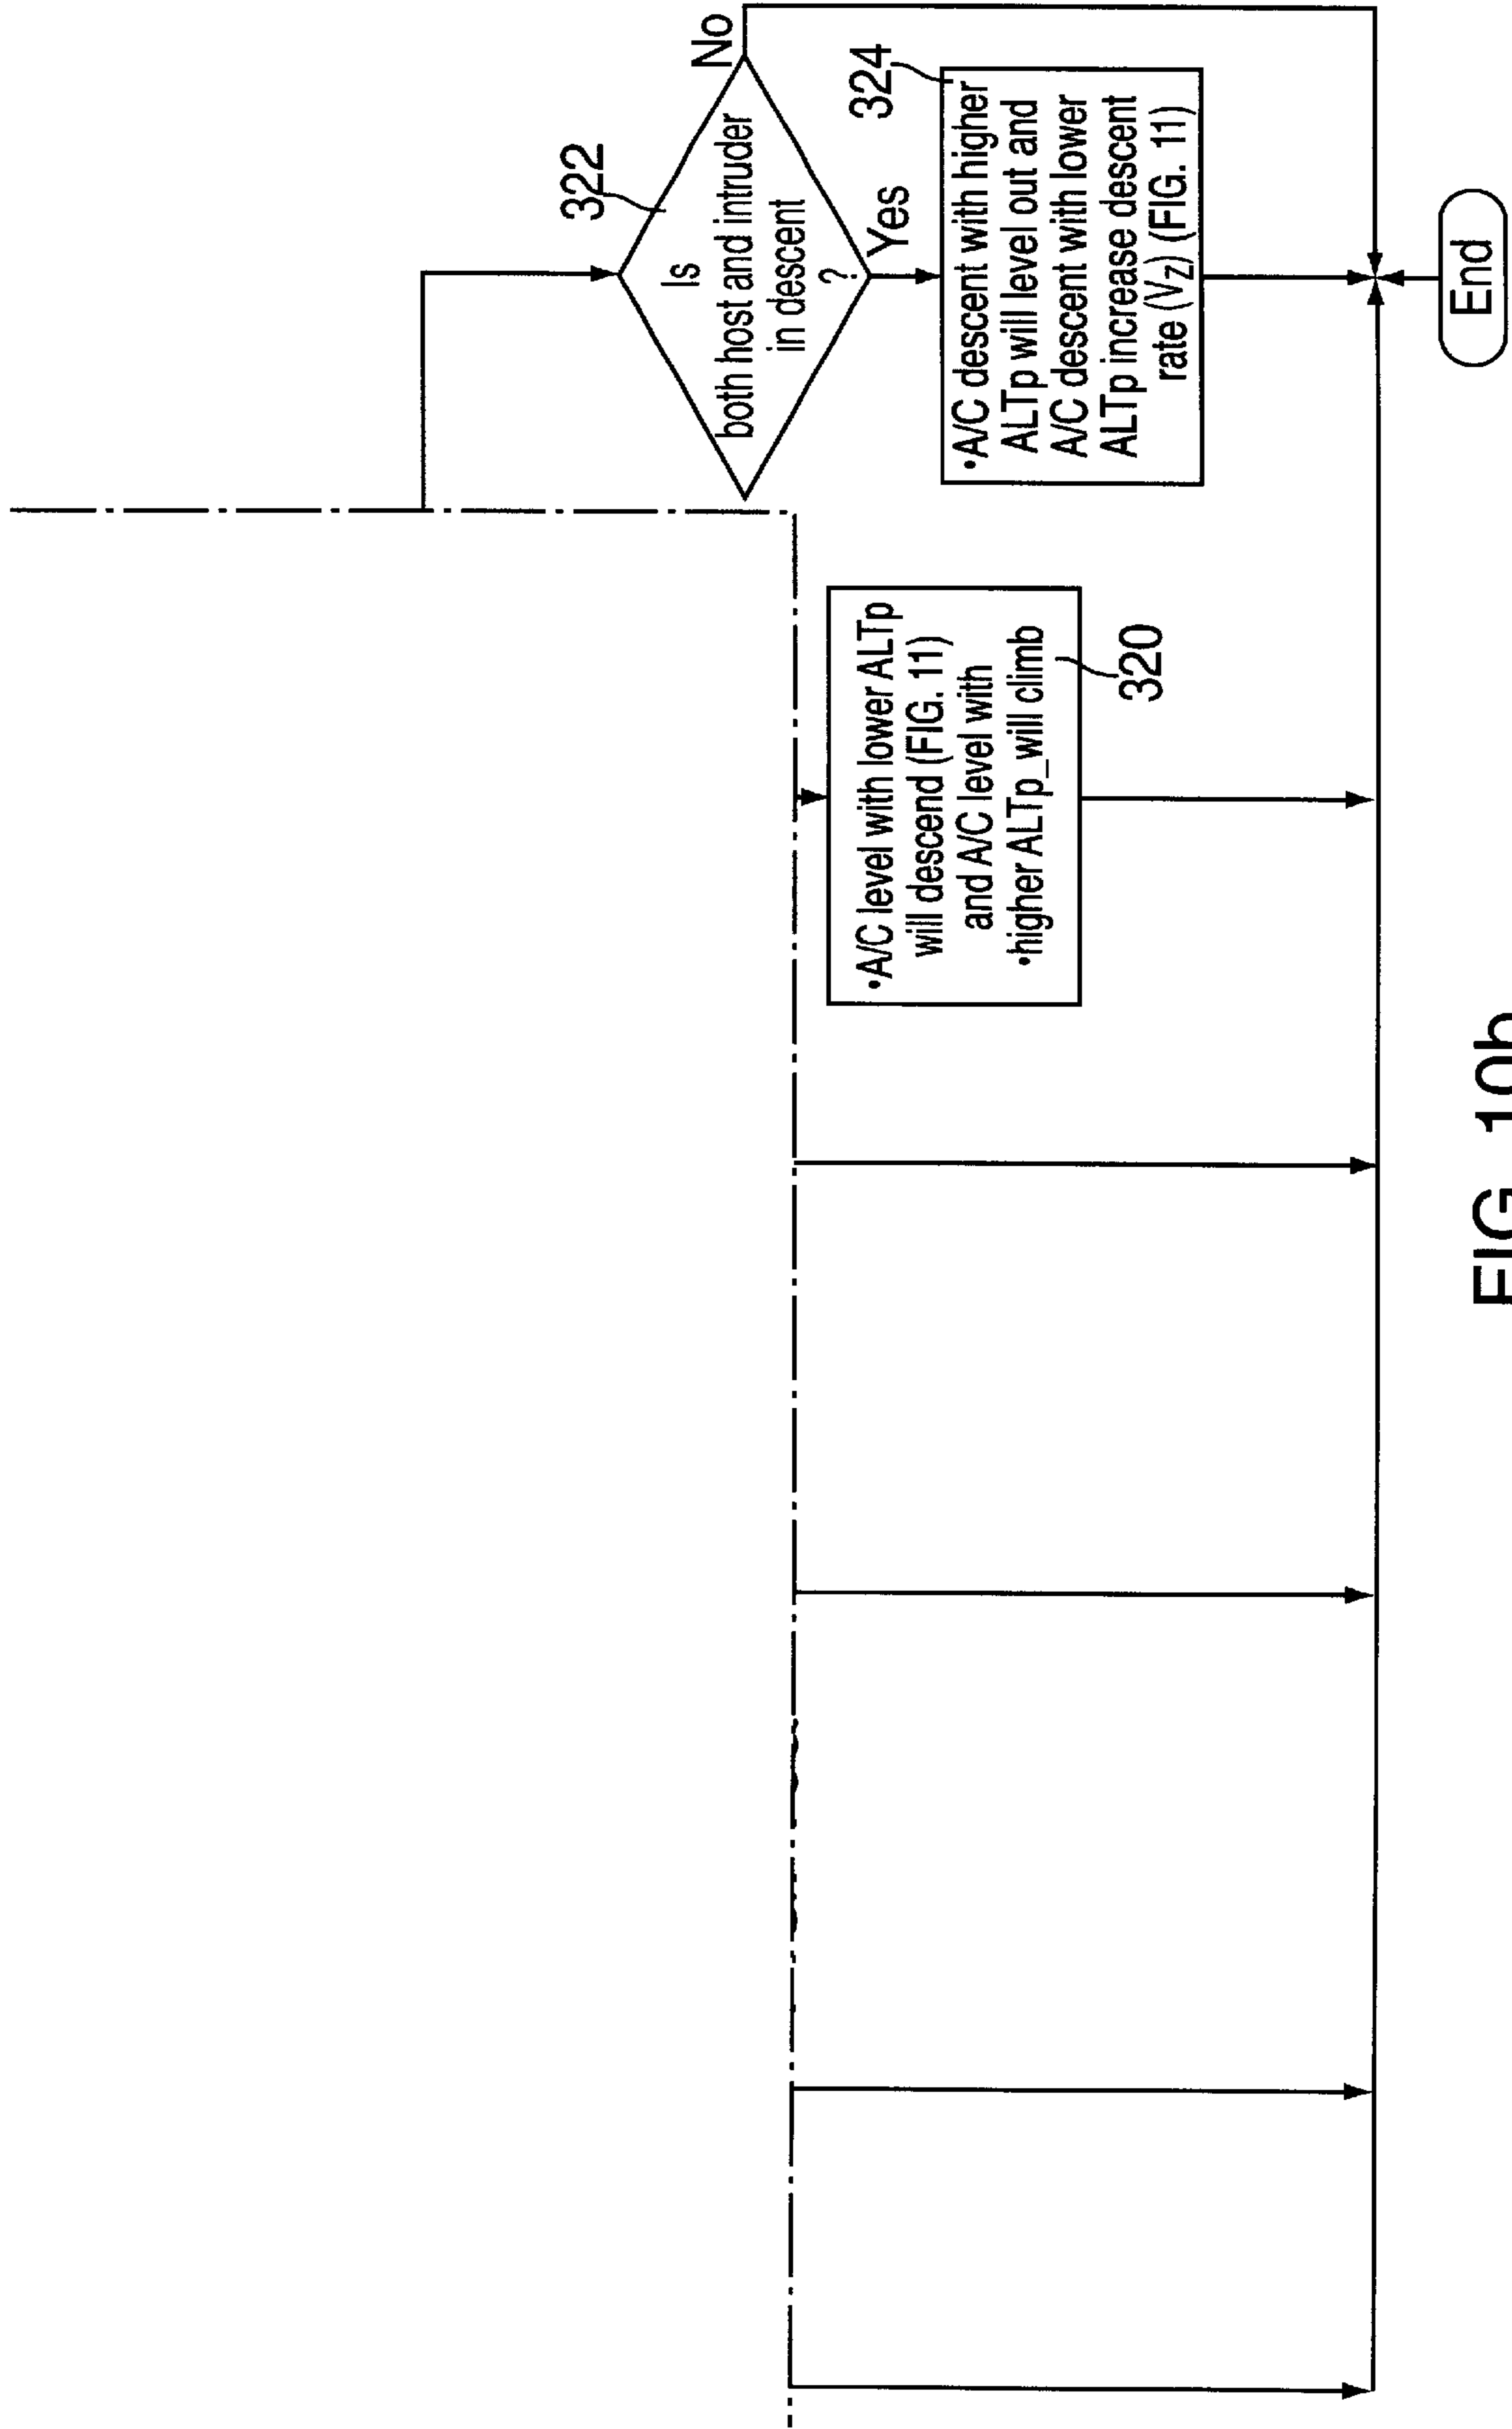 322
Is
both host and intruder
in descent
?
No
Yes
324
•A/C descent with higher
ALTp will level out and
A/C descent with lower
ALTp increase descent
rate (Vz) (FIG. 11)
•A/C level with lower ALTp
will descend (FIG. 11)
and A/C level with
•higher ALTp_will climb
320
End
FIG. 10b